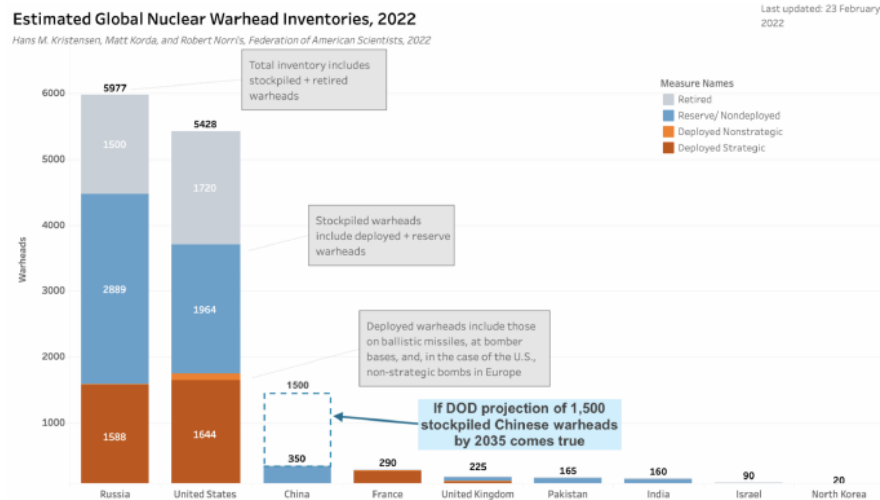 Estimated Global Nuclear Warhead Inventories, 2022
Last updated: 23 February
2022
Hans M. Kristensen, Matt Korda, and Robert Norris, Federation of American Scientists, 2022
Total inventory includes
stockpiled + retired
warheads
Measure Names
Retired
Reserve/ Nondeployed
Deployed Nonstrategic
Deployed Strategic
Stockpiled warheads
include deployed + reserve
warheads
Deployed warheads include those
on ballistic missiles, at bomber
bases, and, in the case of the U.S.,
non-strategic bombs in Europe
If DOD projection of 1,500
stockpiled Chinese warheads
by 2035 comes true
Warheads
6000
5000
4000
3000
2000
1000
5977
1500
2889
1588
5428
1720
1964
1644
1500
350
290
225
165
160
90
20
Russia
United States
China
France
United Kingdom
Pakistan
India
Israel
North Korea